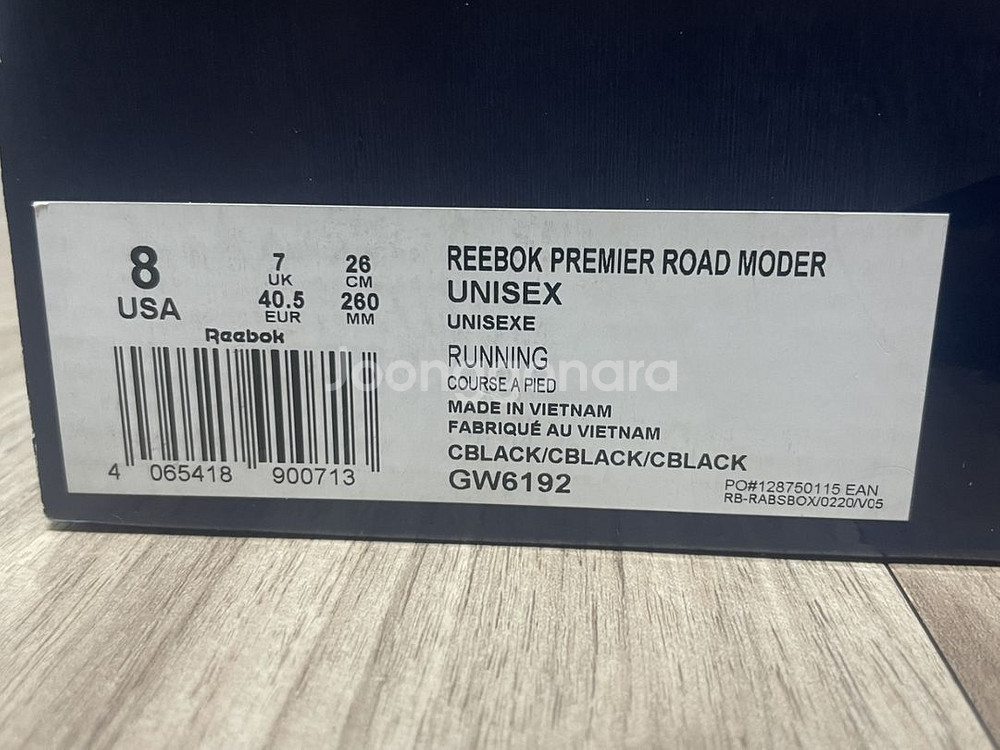 8
USA
7
UK
40.5
EUR
26
CM
260
MM
Reebok
4 065418 900713
REEBOK PREMIER ROAD MODER
UNISEX
UNISEXE
RUNNING
COURSE A PIED
MADE IN VIETNAM
FABRIQUÉ AU VIETNAM
CBLACK/CBLACK/CBLACK
GW6192
PO#128750115 EAN
RB-RABSBOX/0220/V05
Joonggonara